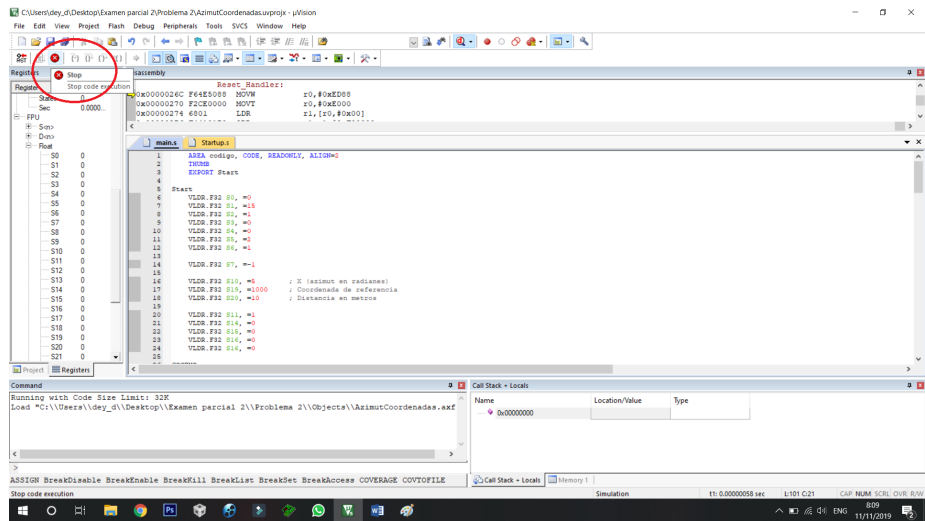 C:\Users\dey_d\Desktop\Examen parcial 2\Problema 2\AzimutCoordenadas.uvprojx - µVision
File Edit View Project Flash Debug Peripherals Tools SVCS Window Help
Registers
Disassembly
Stop
Stop code execution
Register
States 0
Sec 0.0000...
FPU
S<n>
D<n>
Float
S0 0
S1 0
S2 0
S3 0
S4 0
S5 0
S6 0
S7 0
S8 0
S9 0
S10 0
S11 0
S12 0
S13 0
S14 0
S15 0
S16 0
S17 0
S18 0
S19 0
S20 0
S21 0
Project Registers
Reset_Handler:
0x0000026C F64E5088 MOVW r0,#0xED88
0x00000270 F2CE0000 MOVT r0,#0xE000
0x00000274 6801 LDR r1,[r0,#0x00]
main.s Startup.s
1 AREA codigo, CODE, READONLY, ALIGN=2
2 THUMB
3 EXPORT Start
4
5 Start
6 VLDR.F32 S0, =0
7 VLDR.F32 S1, =15
8 VLDR.F32 S2, =1
9 VLDR.F32 S3, =0
10 VLDR.F32 S4, =0
11 VLDR.F32 S5, =2
12 VLDR.F32 S6, =1
13
14 VLDR.F32 S7, =-1
15
16 VLDR.F32 S10, =5 ; X (azimut en radianes)
17 VLDR.F32 S19, =1000 ; Coordenada de referencia
18 VLDR.F32 S20, =10 ; Distancia en metros
19
20 VLDR.F32 S11, =1
21 VLDR.F32 S14, =0
22 VLDR.F32 S15, =0
23 VLDR.F32 S16, =0
24 VLDR.F32 S16, =0
25
Command
Running with Code Size Limit: 32K
Load "C:\\Users\\dey_d\\Desktop\\Examen parcial 2\\Problema 2\\Objects\\AzimutCoordenadas.axf
>
ASSIGN BreakDisable BreakEnable BreakKill BreakList BreakSet BreakAccess COVERAGE COVTOFILE
Call Stack + Locals
Name Location/Value Type
0x00000000
Call Stack + Locals Memory 1
Stop code execution Simulation t1: 0.00000058 sec L:101 C:21 CAP NUM SCRL OVR R/W
ENG 8:09
11/11/2019